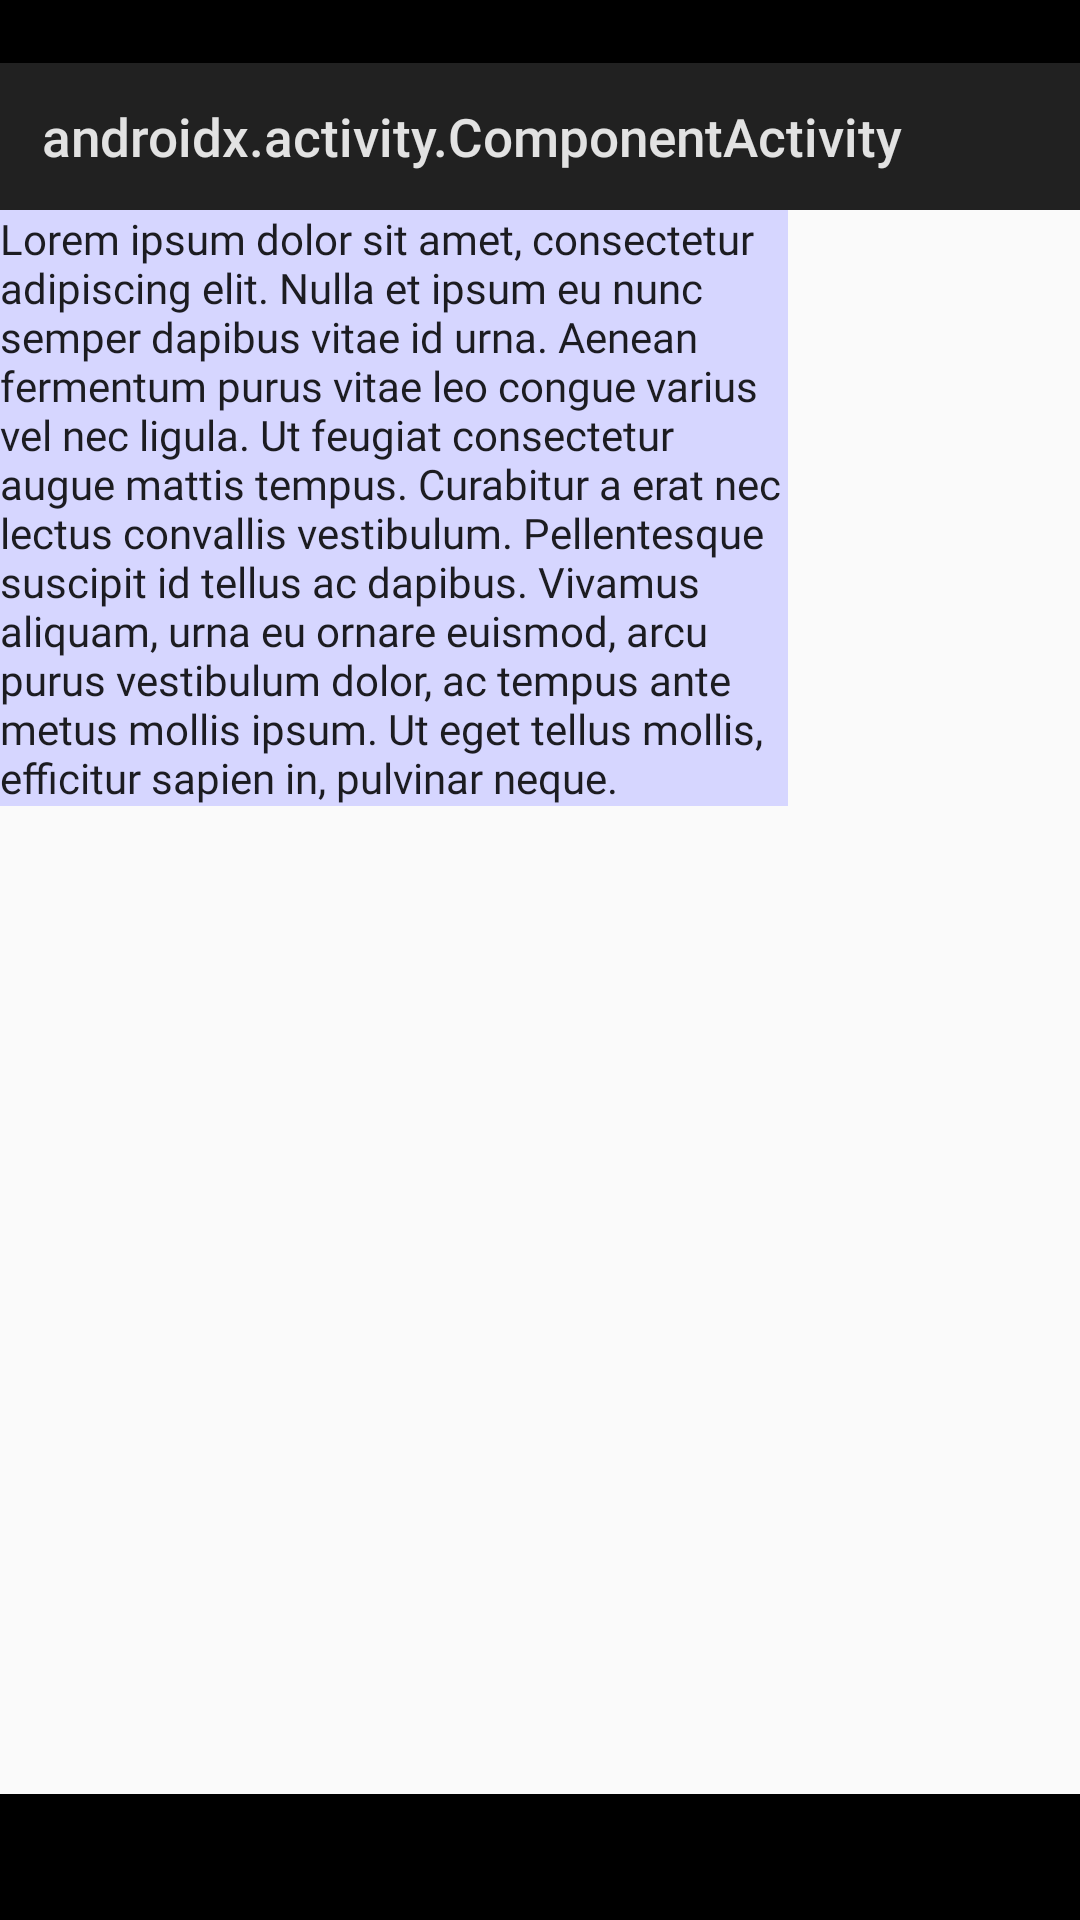 androidx.activity.ComponentActivity
Lorem ipsum dolor sit amet, consectetur
adipiscing elit. Nulla et ipsum eu nunc
semper dapibus vitae id urna. Aenean
fermentum purus vitae leo congue varius
vel nec ligula. Ut feugiat consectetur
augue mattis tempus. Curabitur a erat nec
lectus convallis vestibulum. Pellentesque
suscipit id tellus ac dapibus. Vivamus
aliquam, urna eu ornare euismod, arcu
purus vestibulum dolor, ac tempus ante
metus mollis ipsum. Ut eget tellus mollis,
efficitur sapien in, pulvinar neque.